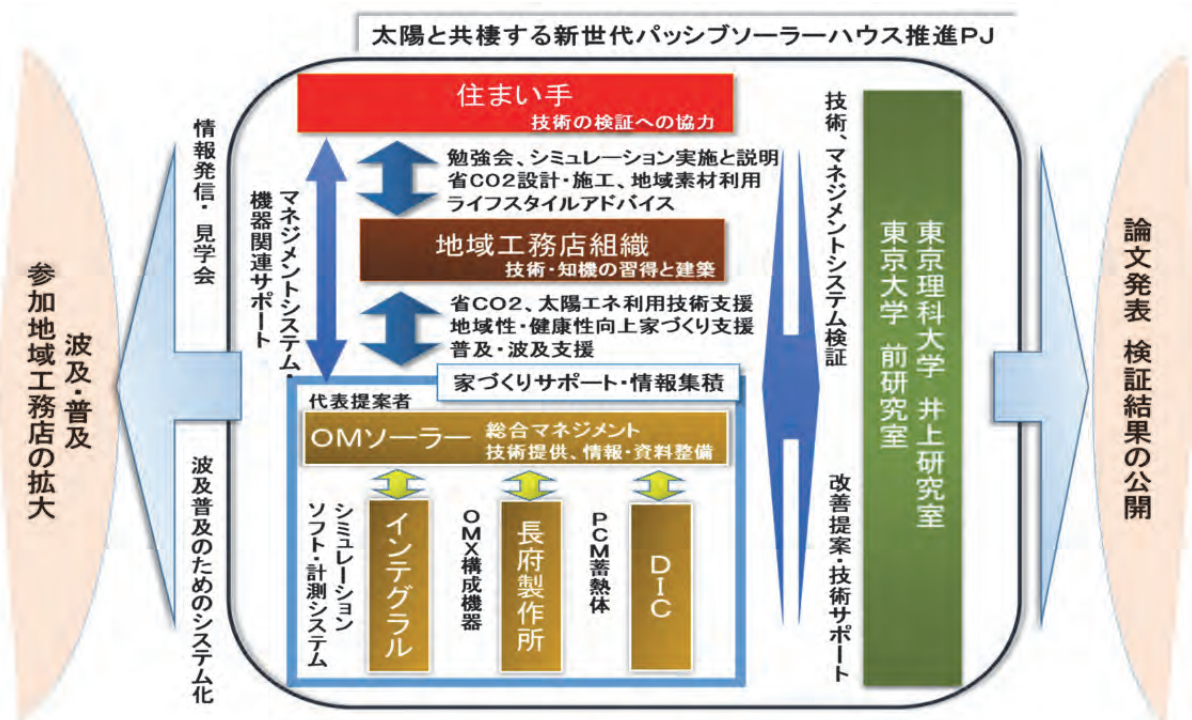 太陽と共棲する新世代パッシブソーラーハウス推進PJ
住まい手
技術の検証への協力
勉強会、シミュレーション実施と説明
省CO2設計・施工、地域素材利用
ライフスタイルアドバイス
地域工務店組織
技術・知機の習得と建築
省CO2、太陽エネ利用技術支援
地域性・健康性向上家づくり支援
普及・波及支援
マネジメントシステム・
機器関連サポート
家づくりサポート・情報集積
代表提案者
OMソーラー
総合マネジメント
技術提供、情報・資料整備
シミュレーション
ソフト・計測システム
インテグラル
OMX構成機器
長府製作所
PCM蓄熱体
DIC
技術、マネジメントシステム検証
改善提案・技術サポート
東京理科大学 井上研究室
東京大学 前研究室
情報発信・見学会
波及普及のためのシステム化
波及・普及
参加地域工務店の拡大
論文発表 検証結果の公開